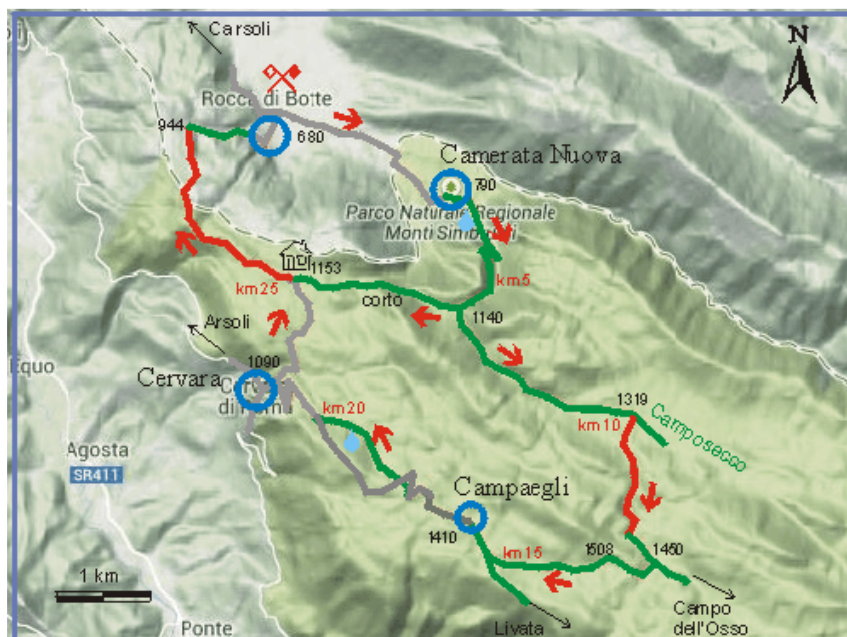 Carsoli
N
Rocca di Botte
944
680
Camerata Nuova
790
Parco Naturale Regionale
Monti Simbruini
1153
km25
km5
corto
1140
Arsoli
Equo
1090
Cervara
di
km20
1319
km10
Camposecco
Agosta
SR411
Campaegli
1410
km15
1508
1450
1 km
Campo
dell'Osso
Livata
Ponte